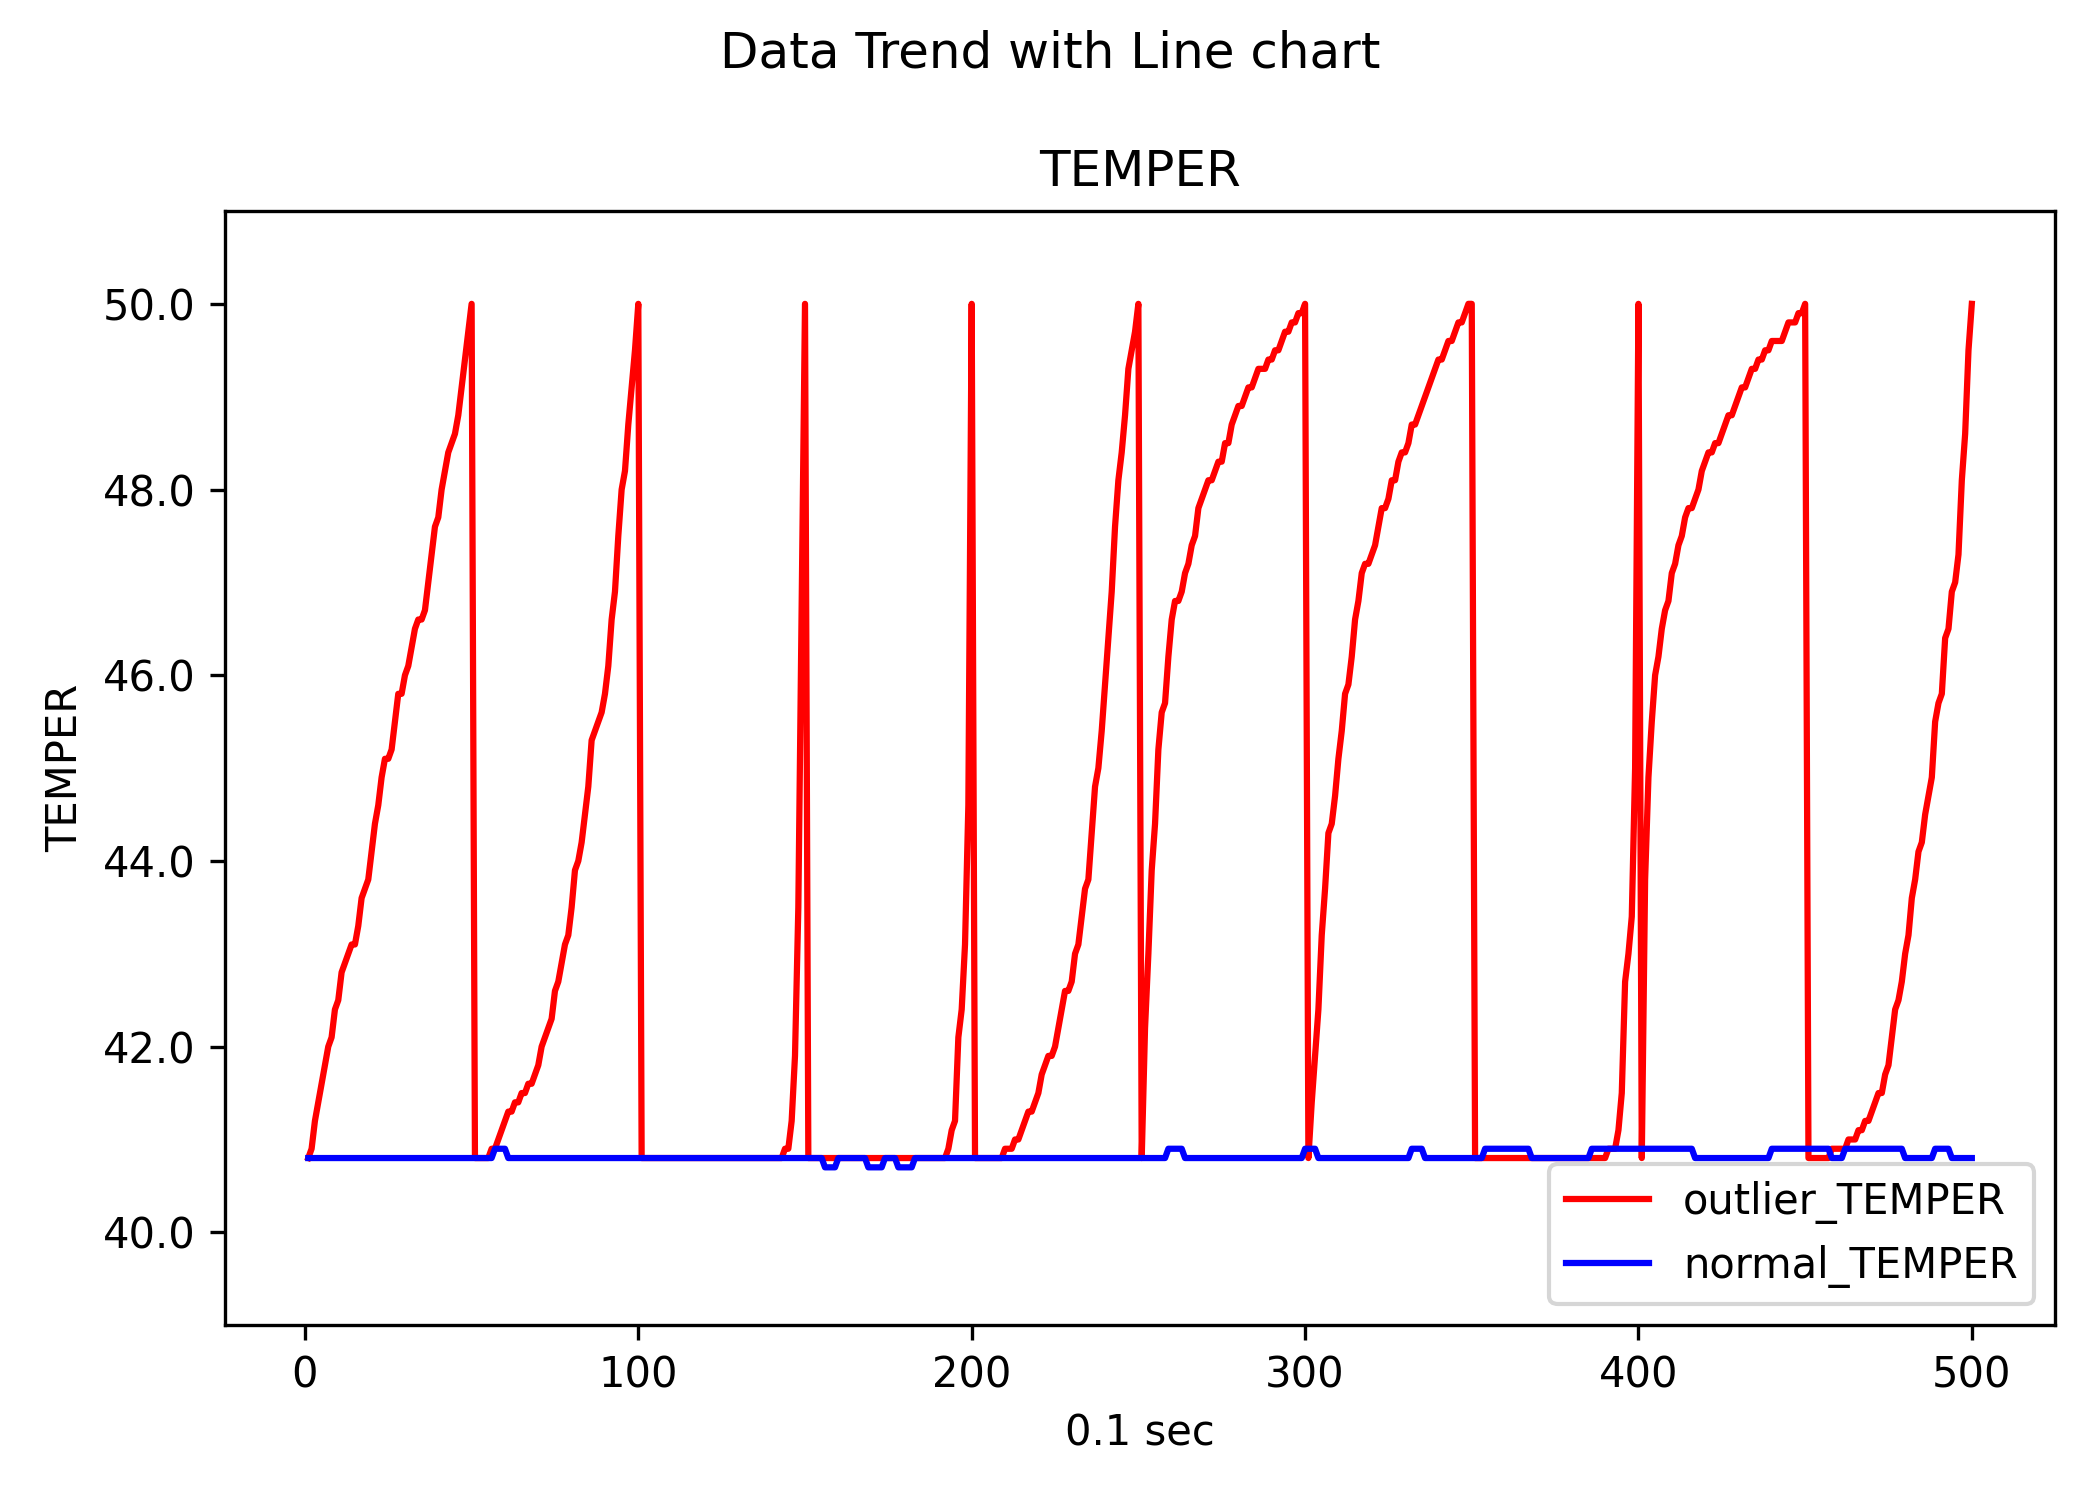 Data Trend with Line chart
TEMPER
50.0
48.0
46.0
44.0
42.0
40.0
TEMPER
outlier_TEMPER
normal_TEMPER
0 100 200 300 400 500
0.1 sec